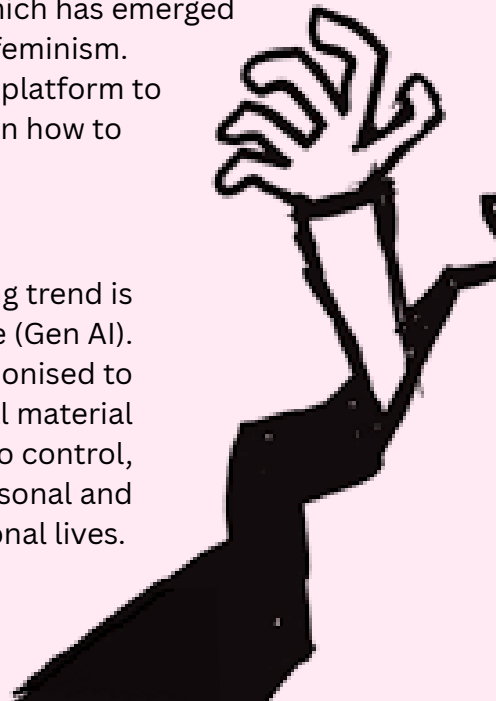 hich has emerged
feminism.
platform to
n how to
g trend is
e (Gen AI).
onised to
l material
o control,
sonal and
onal lives.